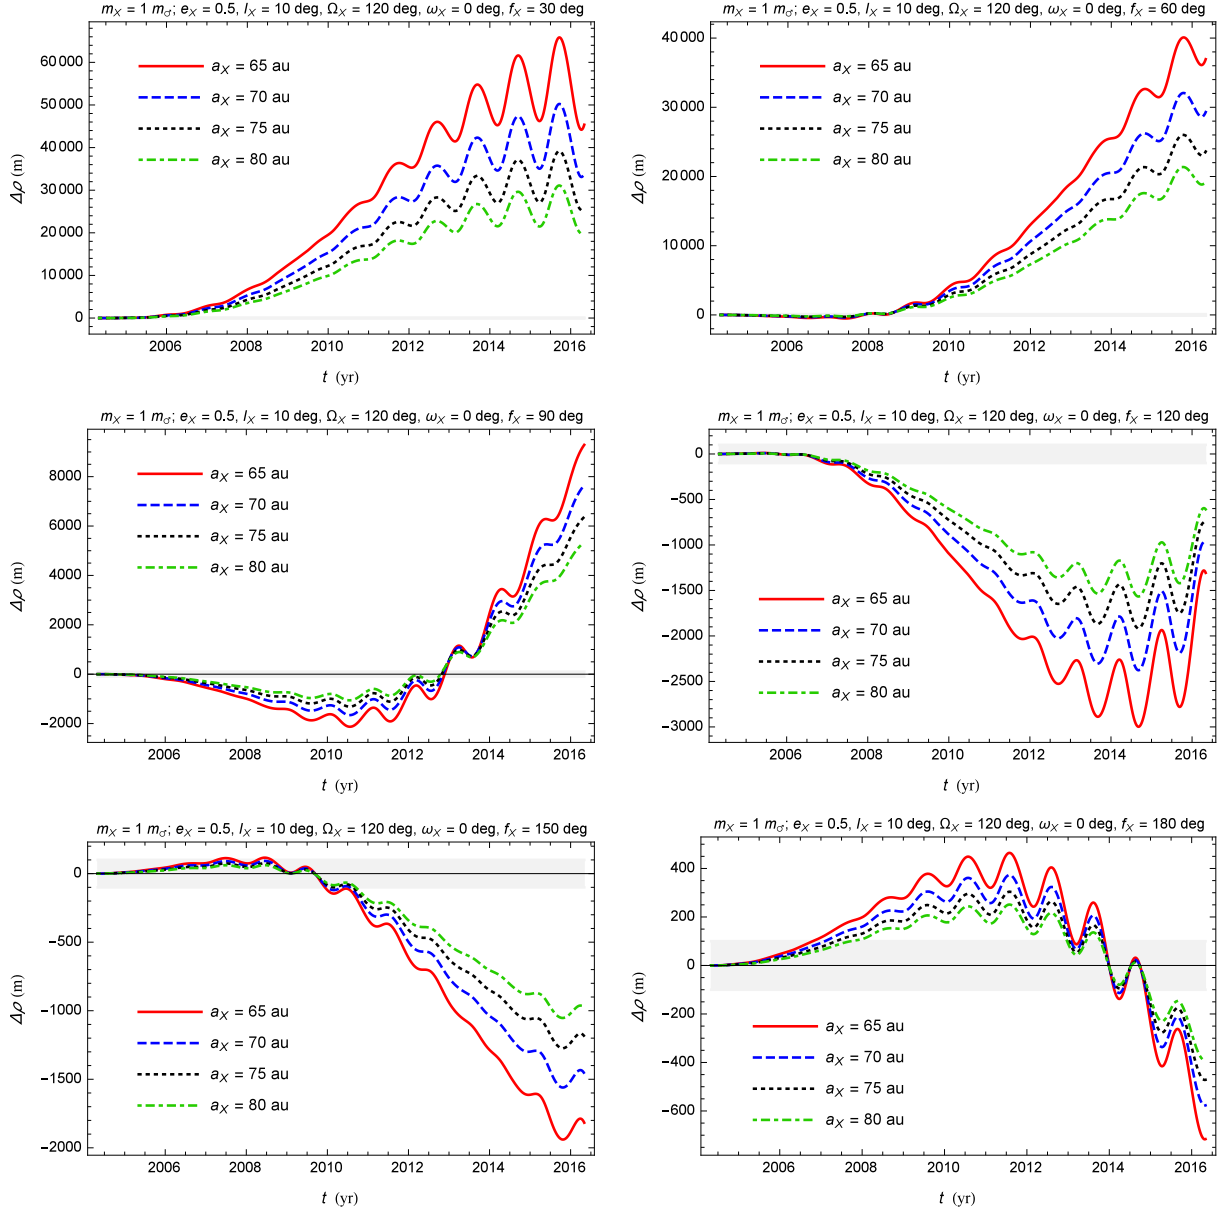 m_X = 1 m_♂; e_X = 0.5, I_X = 10 deg, Ω_X = 120 deg, ω_X = 0 deg, f_X = 30 deg
60 000
50 000
40 000
30 000
20 000
10 000
0
Δρ (m)
a_X = 65 au
a_X = 70 au
a_X = 75 au
a_X = 80 au
2006 2008 2010 2012 2014 2016
t (yr)
m_X = 1 m_♂; e_X = 0.5, I_X = 10 deg, Ω_X = 120 deg, ω_X = 0 deg, f_X = 60 deg
40 000
30 000
20 000
10 000
0
Δρ (m)
a_X = 65 au
a_X = 70 au
a_X = 75 au
a_X = 80 au
2006 2008 2010 2012 2014 2016
t (yr)
m_X = 1 m_♂; e_X = 0.5, I_X = 10 deg, Ω_X = 120 deg, ω_X = 0 deg, f_X = 90 deg
8000
6000
4000
2000
0
−2000
Δρ (m)
a_X = 65 au
a_X = 70 au
a_X = 75 au
a_X = 80 au
2006 2008 2010 2012 2014 2016
t (yr)
m_X = 1 m_♂; e_X = 0.5, I_X = 10 deg, Ω_X = 120 deg, ω_X = 0 deg, f_X = 120 deg
0
−500
−1000
−1500
−2000
−2500
−3000
Δρ (m)
a_X = 65 au
a_X = 70 au
a_X = 75 au
a_X = 80 au
2006 2008 2010 2012 2014 2016
t (yr)
m_X = 1 m_♂; e_X = 0.5, I_X = 10 deg, Ω_X = 120 deg, ω_X = 0 deg, f_X = 150 deg
0
−500
−1000
−1500
−2000
Δρ (m)
a_X = 65 au
a_X = 70 au
a_X = 75 au
a_X = 80 au
2006 2008 2010 2012 2014 2016
t (yr)
m_X = 1 m_♂; e_X = 0.5, I_X = 10 deg, Ω_X = 120 deg, ω_X = 0 deg, f_X = 180 deg
400
200
0
−200
−400
−600
Δρ (m)
a_X = 65 au
a_X = 70 au
a_X = 75 au
a_X = 80 au
2006 2008 2010 2012 2014 2016
t (yr)